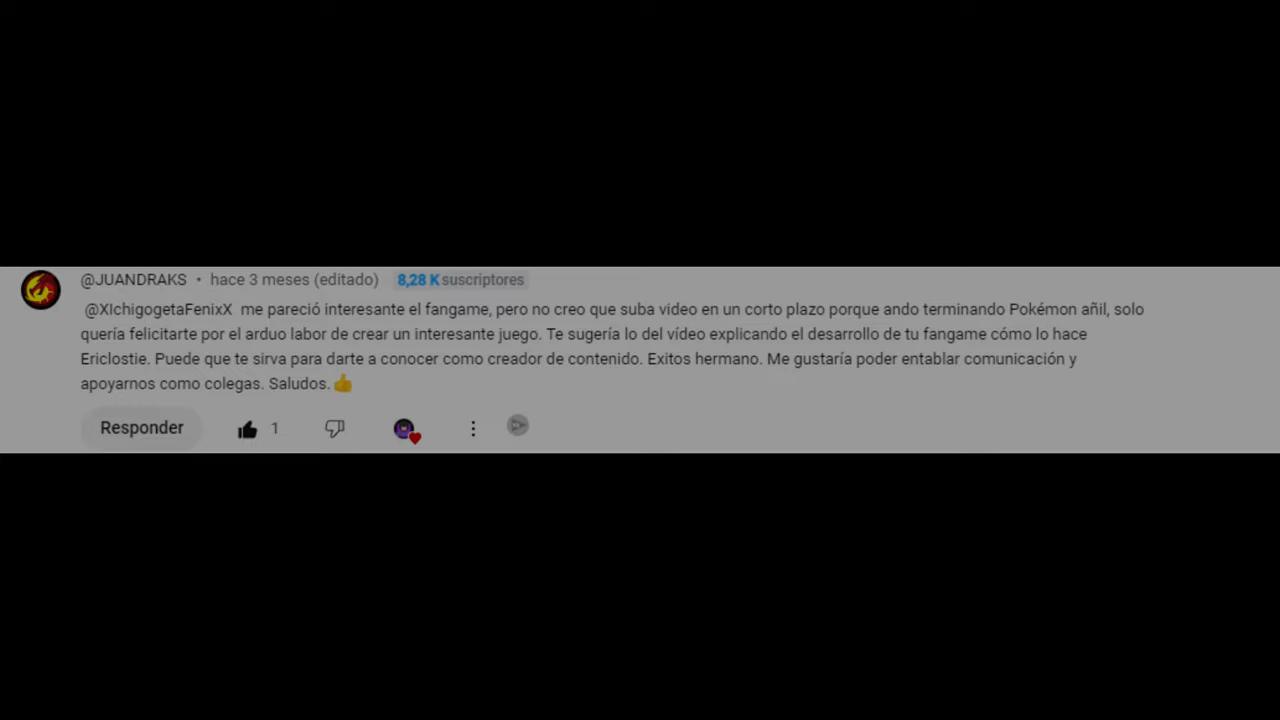 @JUANDRAKS • hace 3 meses (editado) 8,28 K suscriptores
@XIchigogetaFenixX me pareció interesante el fangame, pero no creo que suba video en un corto plazo porque ando terminando Pokémon añil, solo
quería felicitarte por el arduo labor de crear un interesante juego. Te sugería lo del vídeo explicando el desarrollo de tu fangame cómo lo hace
Ericlostie. Puede que te sirva para darte a conocer como creador de contenido. Exitos hermano. Me gustaría poder entablar comunicación y
apoyarnos como colegas. Saludos. 👍
Responder 1